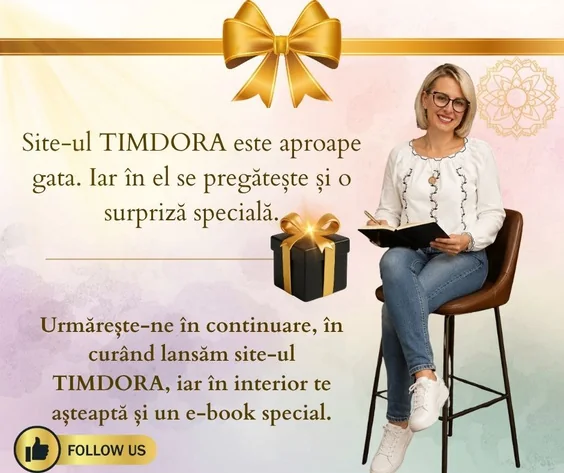 Site-ul TIMDORA este aproape
gata. Iar în el se pregătește și o
surpriză specială.
Urmărește-ne în continuare, în
curând lansăm site-ul
TIMDORA, iar în interior te
așteaptă și un e-book special.
FOLLOW US